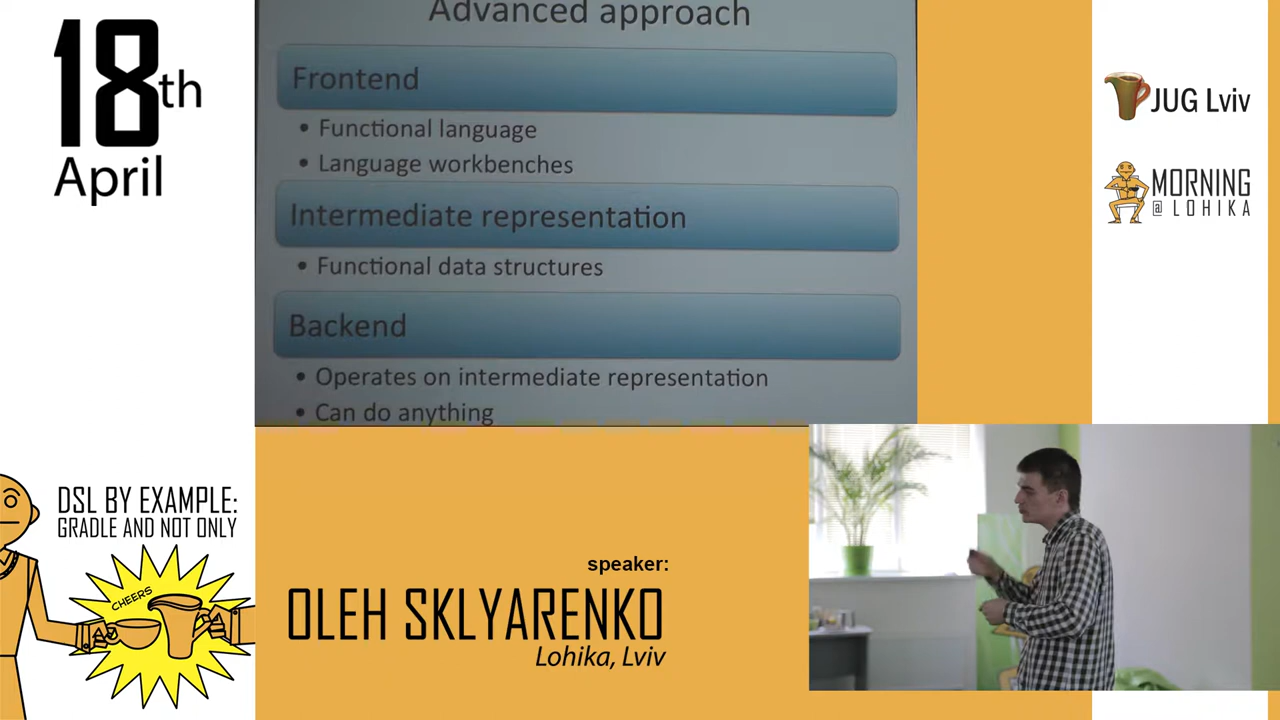 18th
April
Advanced approach
Frontend
• Functional language
• Language workbenches
Intermediate representation
• Functional data structures
Backend
• Operates on intermediate representation
• Can do anything
JUG Lviv
MORNING
@ LOHIKA
DSL BY EXAMPLE:
GRADLE AND NOT ONLY
CHEERS
speaker:
OLEH SKLYARENKO
Lohika, Lviv